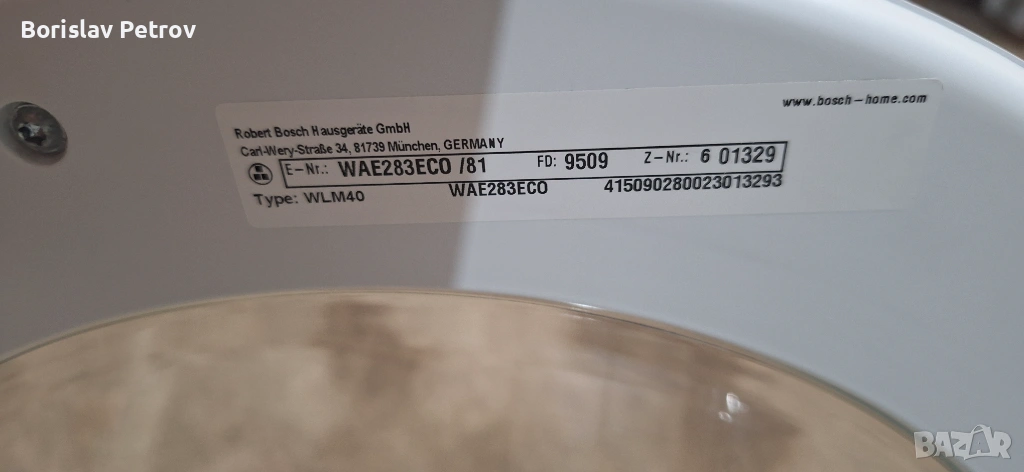 Borislav Petrov
www.bosch-home.com
Robert Bosch Hausgeräte GmbH
Carl-Wery-Straße 34, 81739 München, GERMANY
E-Nr.: WAE283ECO /81 FD: 9509 Z-Nr.: 6 01329
Type: WLM40 WAE283ECO 415090280023013293
BAZAR